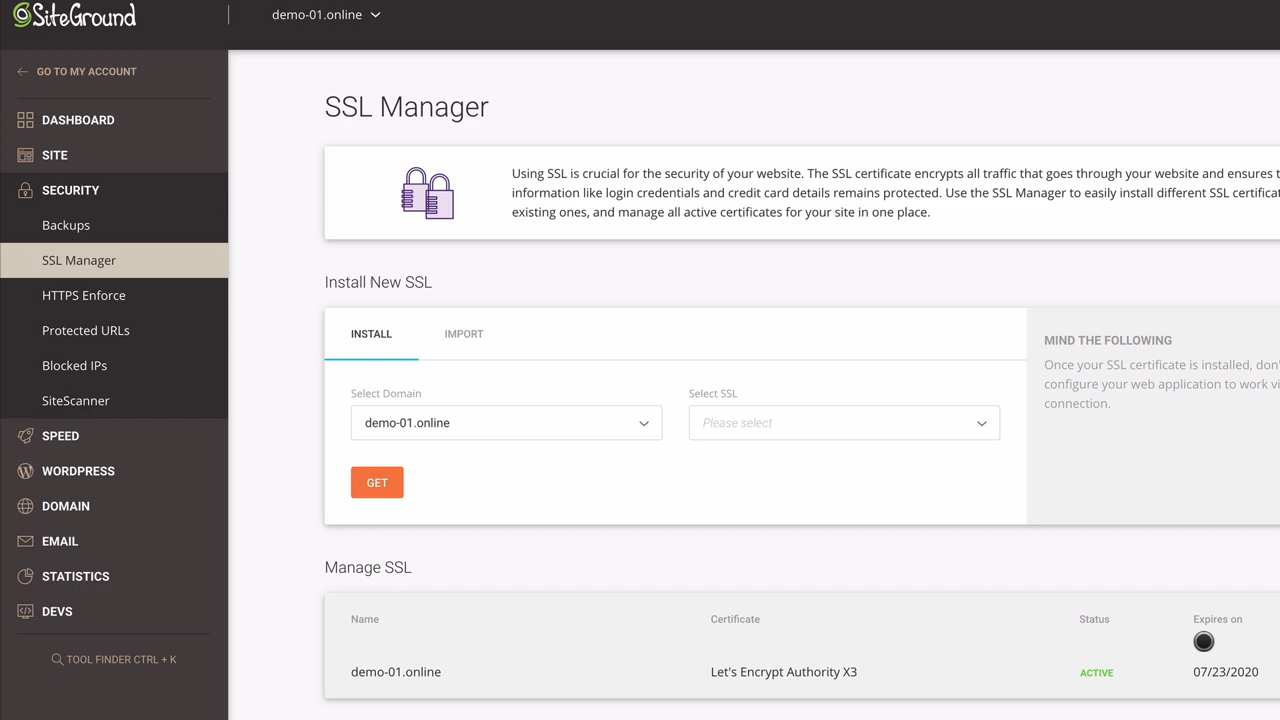 SiteGround
demo-01.online
GO TO MY ACCOUNT
DASHBOARD
SITE
SECURITY
Backups
SSL Manager
HTTPS Enforce
Protected URLs
Blocked IPs
SiteScanner
SPEED
WORDPRESS
DOMAIN
EMAIL
STATISTICS
DEVS
TOOL FINDER CTRL + K
SSL Manager
Using SSL is crucial for the security of your website. The SSL certificate encrypts all traffic that goes through your website and ensures
information like login credentials and credit card details remains protected. Use the SSL Manager to easily install different SSL
existing ones, and manage all active certificates for your site in one place.
Install New SSL
INSTALL
IMPORT
Select Domain
demo-01.online
Select SSL
Please select
GET
MIND THE FOLLOWING
Once your SSL certificate is installed,
configure your web application to work
connection.
Manage SSL
Name
Certificate
Status
Expires on
demo-01.online
Let's Encrypt Authority X3
ACTIVE
07/23/2020